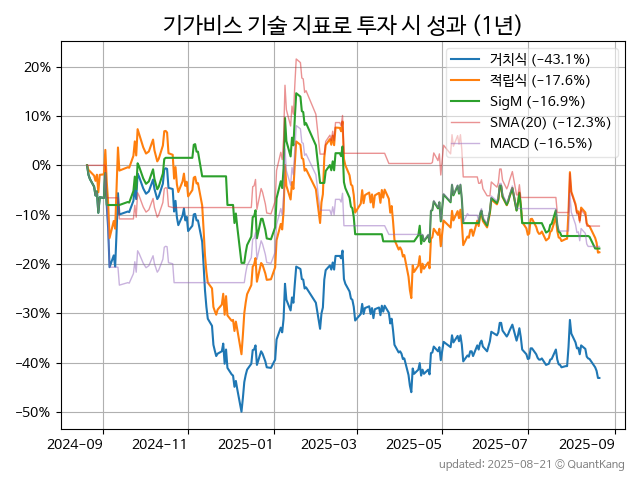 기가비스 기술 지표로 투자 시 성과 (1년)
거치식 (−43.1%)
적립식 (−17.6%)
SigM (−16.9%)
SMA(20) (−12.3%)
MACD (−16.5%)
20%
10%
0%
−10%
−20%
−30%
−40%
−50%
2024-09 2024-11 2025-01 2025-03 2025-05 2025-07 2025-09
updated: 2025-08-21 © QuantKang